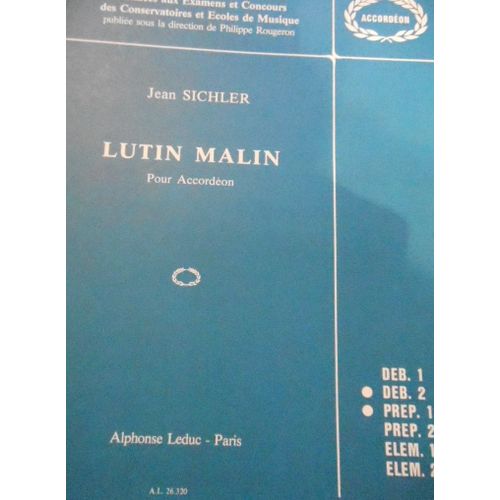 aux Examens et Concours
des Conservatoires et Ecoles de Musique
publiée sous la direction de Philippe Rougeron
ACCORDÉON
Jean SICHLER
LUTIN MALIN
Pour Accordéon
DEB. 1
● DEB. 2
● PREP. 1
PREP. 2
ELEM. 1
ELEM. 2
Alphonse Leduc - Paris
A.L. 26.320